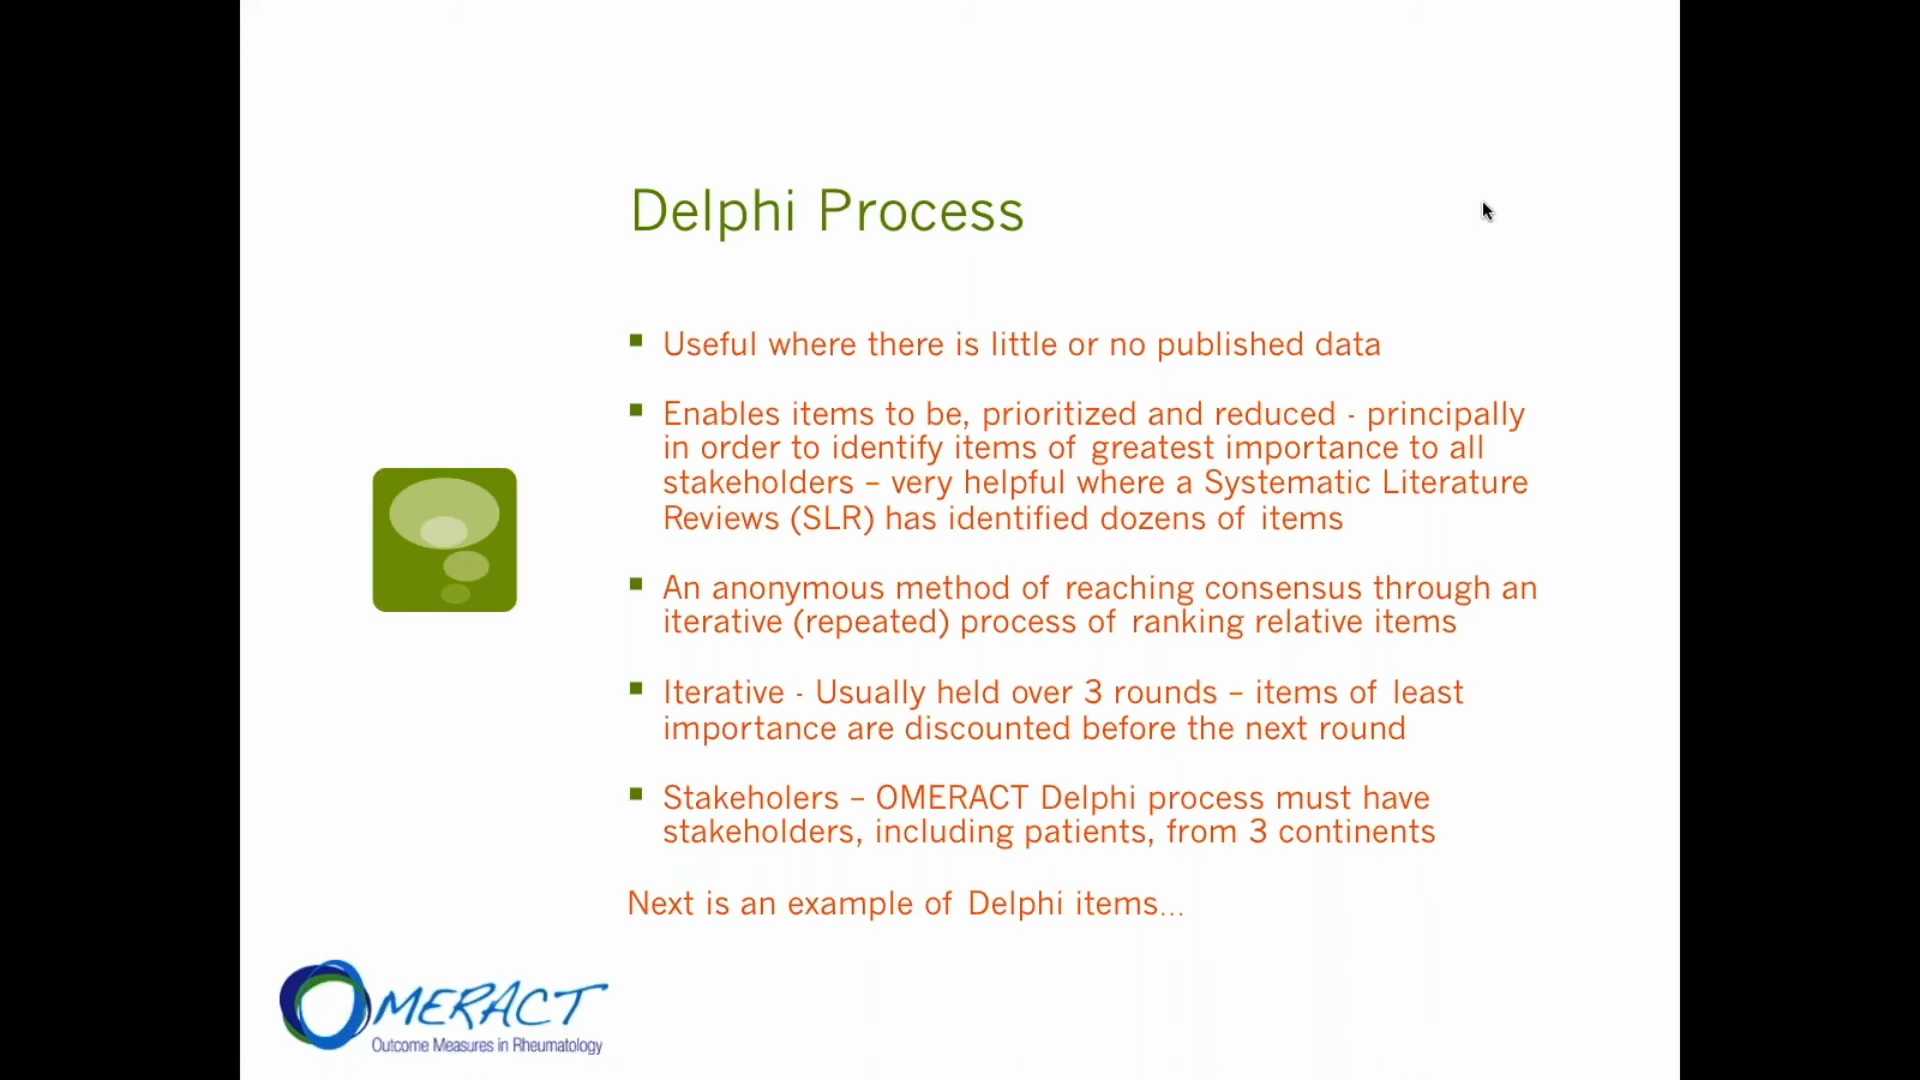 Delphi Process
Useful where there is little or no published data
Enables items to be, prioritized and reduced - principally
in order to identify items of greatest importance to all
stakeholders – very helpful where a Systematic Literature
Reviews (SLR) has identified dozens of items
An anonymous method of reaching consensus through an
iterative (repeated) process of ranking relative items
Iterative - Usually held over 3 rounds – items of least
importance are discounted before the next round
Stakeholers – OMERACT Delphi process must have
stakeholders, including patients, from 3 continents
Next is an example of Delphi items...
OMERACT
Outcome Measures in Rheumatology